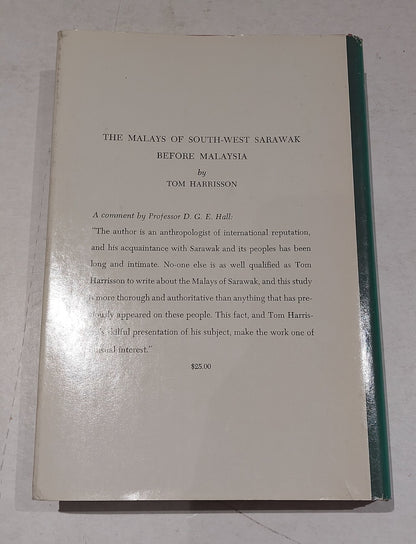 THE MALAYS OF SOUTH-WEST SARAWAK
BEFORE MALAYSIA
by
TOM HARRISSON
A comment by Professor D. G. E. Hall:
"The author is an anthropologist of international reputation,
and his acquaintance with Sarawak and its peoples has been
long and intimate. No-one else is as well qualified as Tom
Harrisson to write about the Malays of Sarawak, and this study
is more thorough and authoritative than anything that has pre-
viously appeared on these people. This fact, and Tom Harris-
skilful presentation of his subject, make the work one of
unusual interest."
$25.00